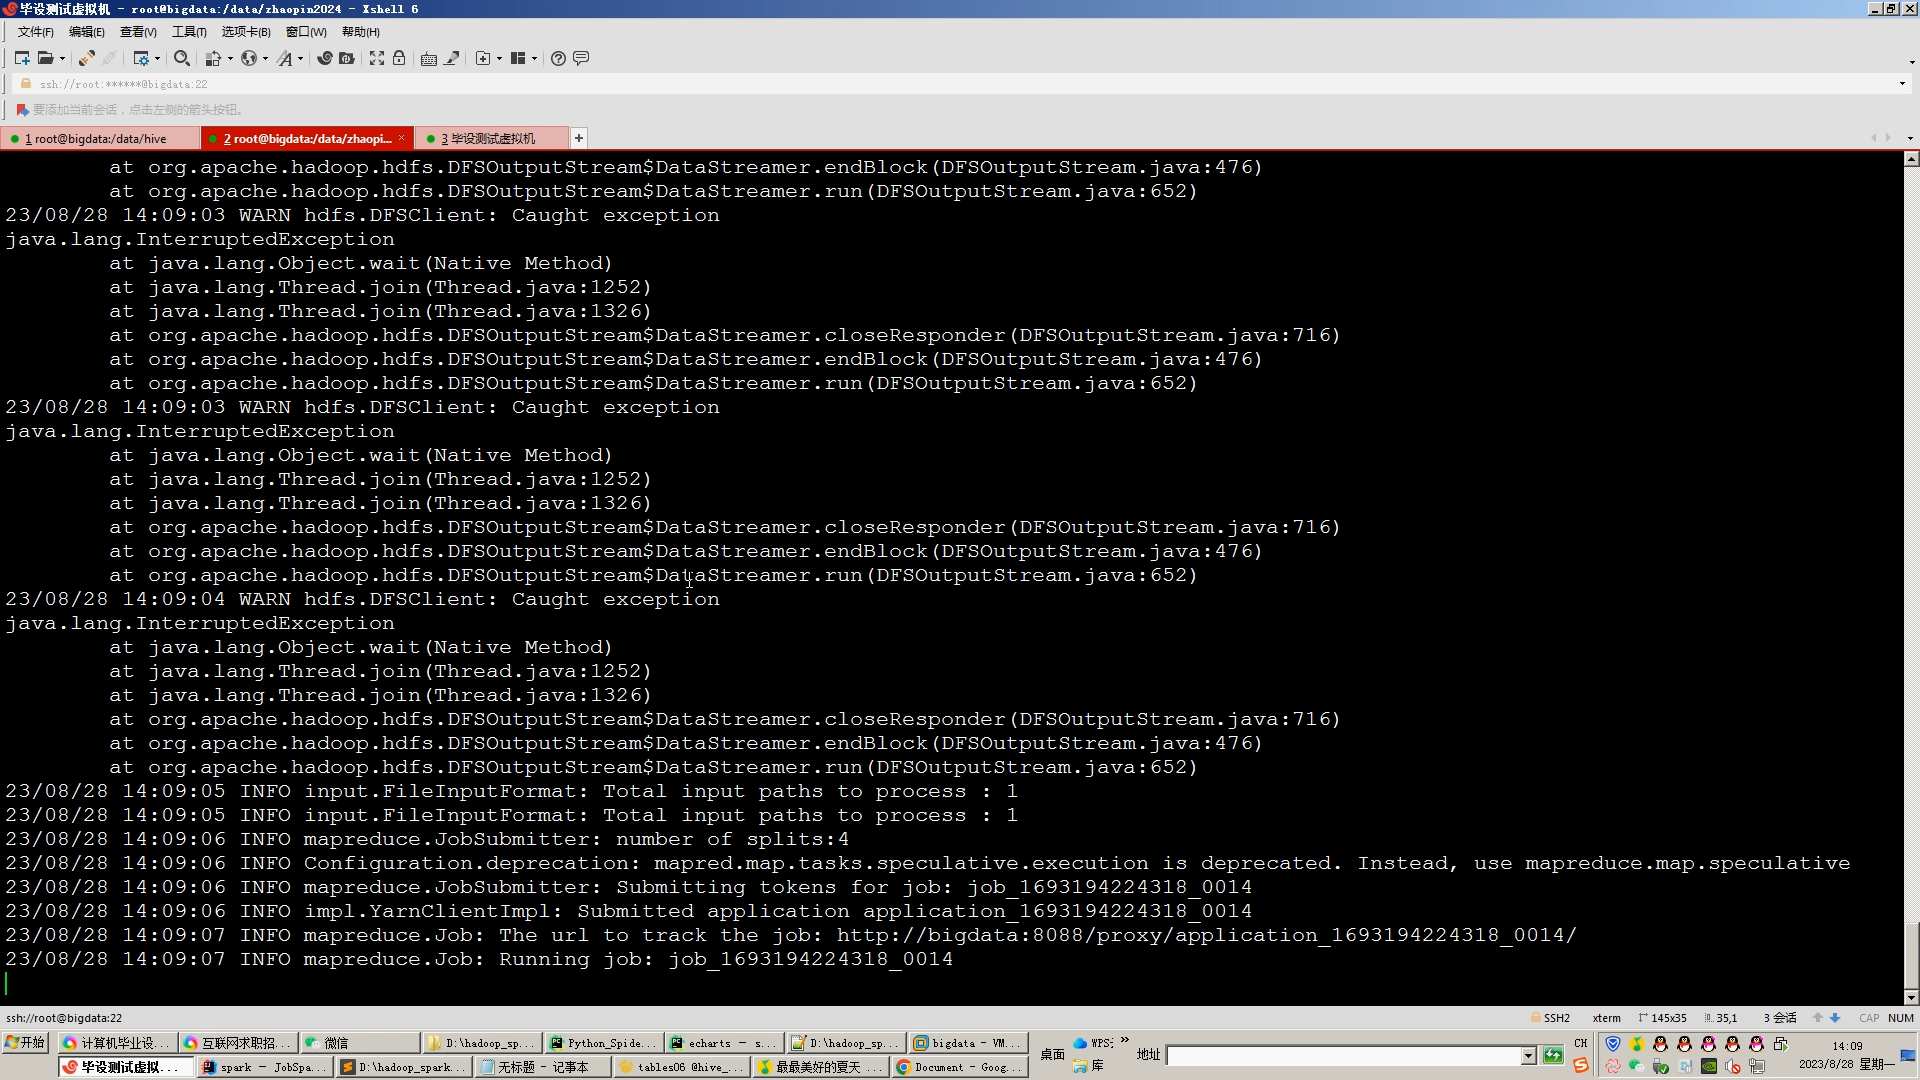 毕设测试虚拟机 - root@bigdata:/data/zhaopin2024 - Xshell 6
文件(F) 编辑(E) 查看(V) 工具(T) 选项卡(B) 窗口(W) 帮助(H)
ssh://root:******@bigdata:22
要添加当前会话，点击左侧的箭头按钮。
1 root@bigdata:/data/hive 2 root@bigdata:/data/zhaopi... × 3 毕设测试虚拟机 +
at org.apache.hadoop.hdfs.DFSOutputStream$DataStreamer.endBlock(DFSOutputStream.java:476)
at org.apache.hadoop.hdfs.DFSOutputStream$DataStreamer.run(DFSOutputStream.java:652)
23/08/28 14:09:03 WARN hdfs.DFSClient: Caught exception
java.lang.InterruptedException
at java.lang.Object.wait(Native Method)
at java.lang.Thread.join(Thread.java:1252)
at java.lang.Thread.join(Thread.java:1326)
at org.apache.hadoop.hdfs.DFSOutputStream$DataStreamer.closeResponder(DFSOutputStream.java:716)
at org.apache.hadoop.hdfs.DFSOutputStream$DataStreamer.endBlock(DFSOutputStream.java:476)
at org.apache.hadoop.hdfs.DFSOutputStream$DataStreamer.run(DFSOutputStream.java:652)
23/08/28 14:09:03 WARN hdfs.DFSClient: Caught exception
java.lang.InterruptedException
at java.lang.Object.wait(Native Method)
at java.lang.Thread.join(Thread.java:1252)
at java.lang.Thread.join(Thread.java:1326)
at org.apache.hadoop.hdfs.DFSOutputStream$DataStreamer.closeResponder(DFSOutputStream.java:716)
at org.apache.hadoop.hdfs.DFSOutputStream$DataStreamer.endBlock(DFSOutputStream.java:476)
at org.apache.hadoop.hdfs.DFSOutputStream$DataStreamer.run(DFSOutputStream.java:652)
23/08/28 14:09:04 WARN hdfs.DFSClient: Caught exception
java.lang.InterruptedException
at java.lang.Object.wait(Native Method)
at java.lang.Thread.join(Thread.java:1252)
at java.lang.Thread.join(Thread.java:1326)
at org.apache.hadoop.hdfs.DFSOutputStream$DataStreamer.closeResponder(DFSOutputStream.java:716)
at org.apache.hadoop.hdfs.DFSOutputStream$DataStreamer.endBlock(DFSOutputStream.java:476)
at org.apache.hadoop.hdfs.DFSOutputStream$DataStreamer.run(DFSOutputStream.java:652)
23/08/28 14:09:05 INFO input.FileInputFormat: Total input paths to process : 1
23/08/28 14:09:05 INFO input.FileInputFormat: Total input paths to process : 1
23/08/28 14:09:06 INFO mapreduce.JobSubmitter: number of splits:4
23/08/28 14:09:06 INFO Configuration.deprecation: mapred.map.tasks.speculative.execution is deprecated. Instead, use mapreduce.map.speculative
23/08/28 14:09:06 INFO mapreduce.JobSubmitter: Submitting tokens for job: job_1693194224318_0014
23/08/28 14:09:06 INFO impl.YarnClientImpl: Submitted application application_1693194224318_0014
23/08/28 14:09:07 INFO mapreduce.Job: The url to track the job: http://bigdata:8088/proxy/application_1693194224318_0014/
23/08/28 14:09:07 INFO mapreduce.Job: Running job: job_1693194224318_0014
ssh://root@bigdata:22 SSH2 xterm 145x35 35,1 3 会话 CAP NUM
开始 计算机毕业设... 互联网求职招... 微信 D:\hadoop_sp... Python_Spide... echarts – s... D:\hadoop_sp... bigdata - VM... WPS »
毕设测试虚拟... spark – JobSpa... D:\hadoop_spark... 无标题 - 记事本 tables06 @hive_... 最最美好的夏天 ... Document - Goog... 桌面 库 地址 CH
14:09
2023/8/28 星期一